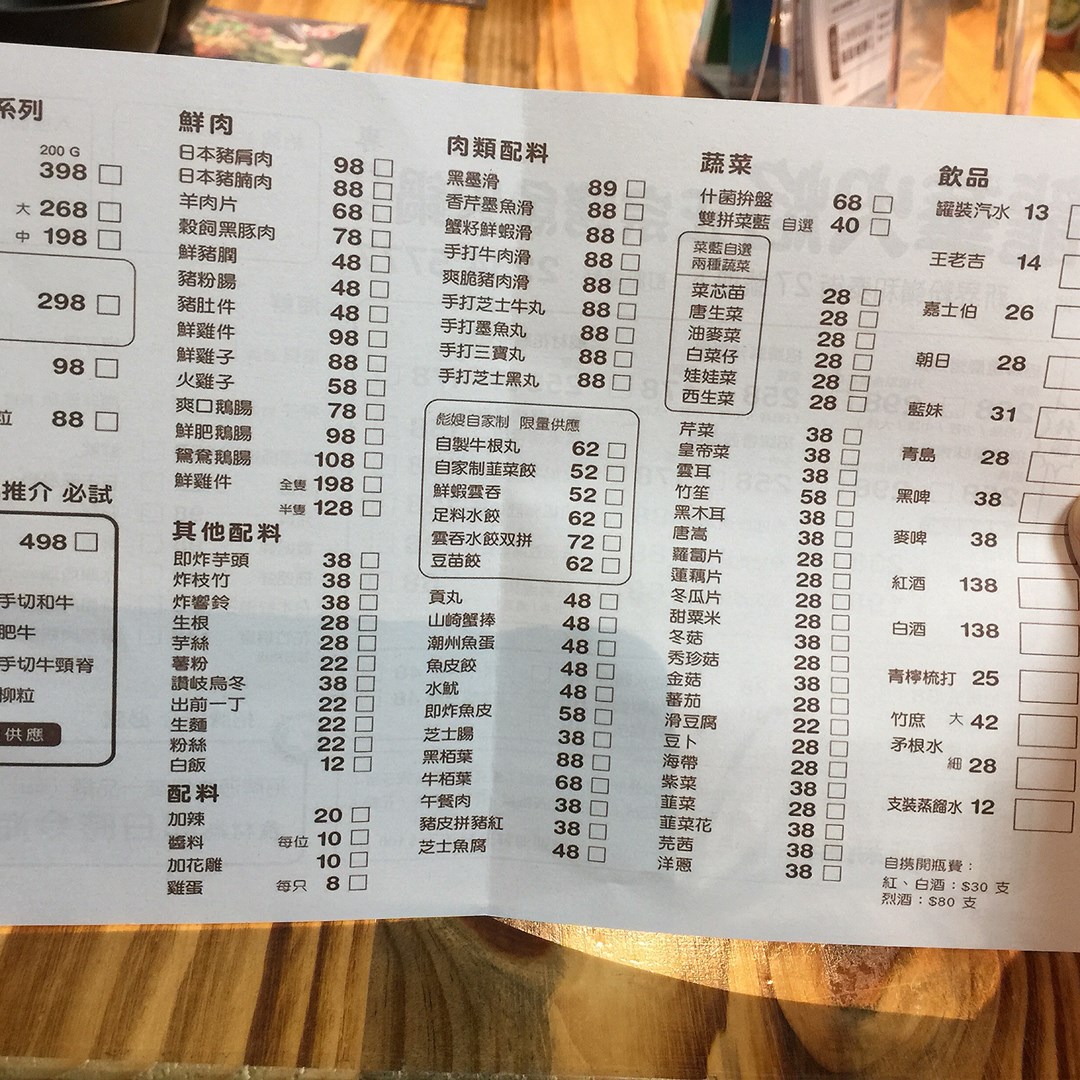 系列
200 G
398
大 268
中 198
298
98
粒 88
推介 必試
498
手切和牛
肥牛
手切牛頸脊
柳粒
供應
鮮肉
日本豬肩肉 98
日本豬腩肉 88
羊肉片 68
穀飼黑豚肉 78
鮮豬膶 48
豬粉腸 48
豬肚件 48
鮮雞件 98
鮮雞子 88
火雞子 58
爽口鵝腸 78
鮮肥鵝腸 98
鴛鴦鵝腸 108
鮮雞件 全隻 198
半隻 128
其他配料
即炸芋頭 38
炸枝竹 38
炸響鈴 38
生根 28
芋絲 28
薯粉 22
讚岐烏冬 38
出前一丁 22
生麵 22
粉絲 22
白飯 12
配料
加辣 20
醬料 每位 10
加花雕 10
雞蛋 每只 8
肉類配料
黑墨滑 89
香芹墨魚滑 88
蟹籽鮮蝦滑 88
手打牛肉滑 88
爽脆豬肉滑 88
手打芝士牛丸 88
手打墨魚丸 88
手打三寶丸 88
手打芝士黑丸 88
彪嫂自家制 限量供應
自製牛根丸 62
自家制韮菜餃 52
鮮蝦雲吞 52
足料水餃 62
雲吞水餃双拼 72
豆苗餃 62
貢丸 48
山崎蟹捧 48
潮州魚蛋 48
魚皮餃 48
水魷 48
即炸魚皮 58
芝士腸 38
黑栢葉 88
牛栢葉 68
午餐肉 38
豬皮拼豬紅 38
芝士魚腐 48
蔬菜
什菌拚盤 68
雙拼菜藍 自選 40
菜藍自選
兩種蔬菜
菜芯苗 28
唐生菜 28
油麥菜 28
白菜仔 28
娃娃菜 28
西生菜 28
芹菜 38
皇帝菜 38
雲耳 38
竹笙 58
黑木耳 38
唐蒿 38
蘿蔔片 28
蓮藕片 28
冬瓜片 28
甜粟米 28
冬菇 38
秀珍菇 28
金菇 38
蕃茄 28
滑豆腐 22
豆卜 28
海帶 28
紫菜 38
韮菜 28
韮菜花 38
芫茜 38
洋蔥 38
飲品
罐裝汽水 13
王老吉 14
嘉士伯 26
朝日 28
藍妹 31
青島 28
黑啤 38
麥啤 38
紅酒 138
白酒 138
青檸梳打 25
竹庶 大 42
矛根水
細 28
支裝蒸餾水 12
自携開瓶費：
紅、白酒：$30 支
烈酒：$80 支